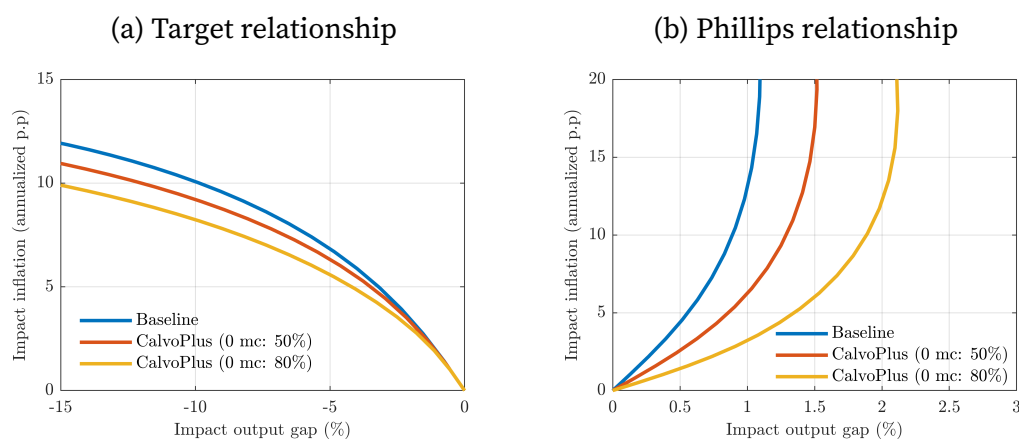 (a) Target relationship
15
10
5
0
-15
-10
-5
0
Impact inflation (annualized p.p)
Impact output gap (%)
Baseline
CalvoPlus (0 mc: 50%)
CalvoPlus (0 mc: 80%)
(b) Phillips relationship
20
15
10
5
0
0
0.5
1
1.5
2
2.5
3
Impact inflation (annualized p.p)
Impact output gap (%)
Baseline
CalvoPlus (0 mc: 50%)
CalvoPlus (0 mc: 80%)